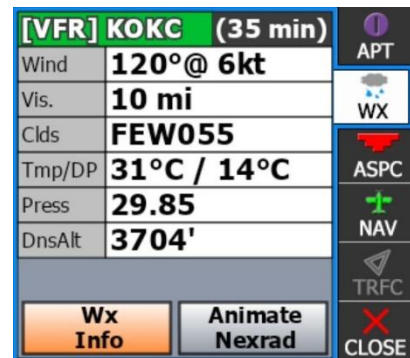 [VFR] KOKC (35 min)
Wind 120°@ 6kt
Vis. 10 mi
Clds FEW055
Tmp/DP 31°C / 14°C
Press 29.85
DnsAlt 3704'
Wx
Info
Animate
Nexrad
APT
WX
ASPC
NAV
TRFC
CLOSE